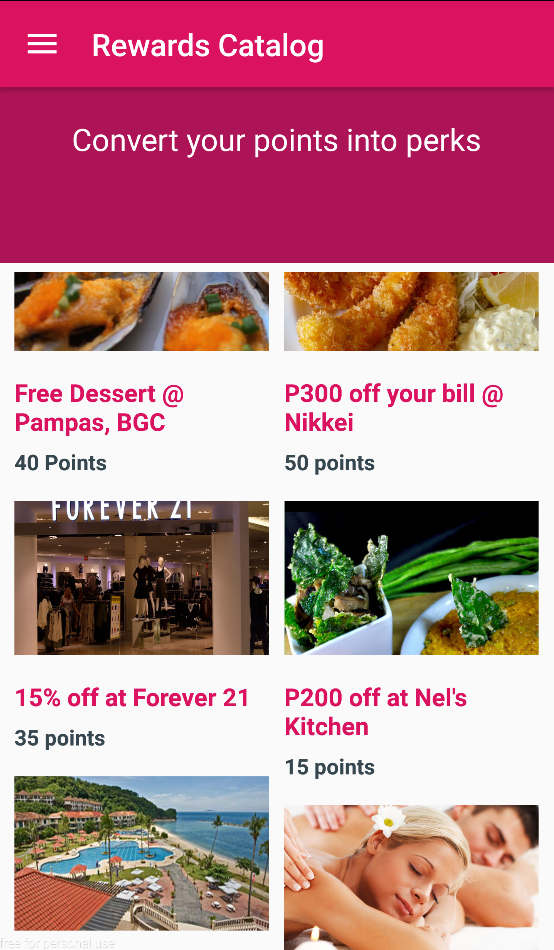 Rewards Catalog
Convert your points into perks
Free Dessert @
Pampas, BGC
40 Points
P300 off your bill @
Nikkei
50 points
FOREVER 21
15% off at Forever 21
35 points
P200 off at Nel's
Kitchen
15 points
free for personal use